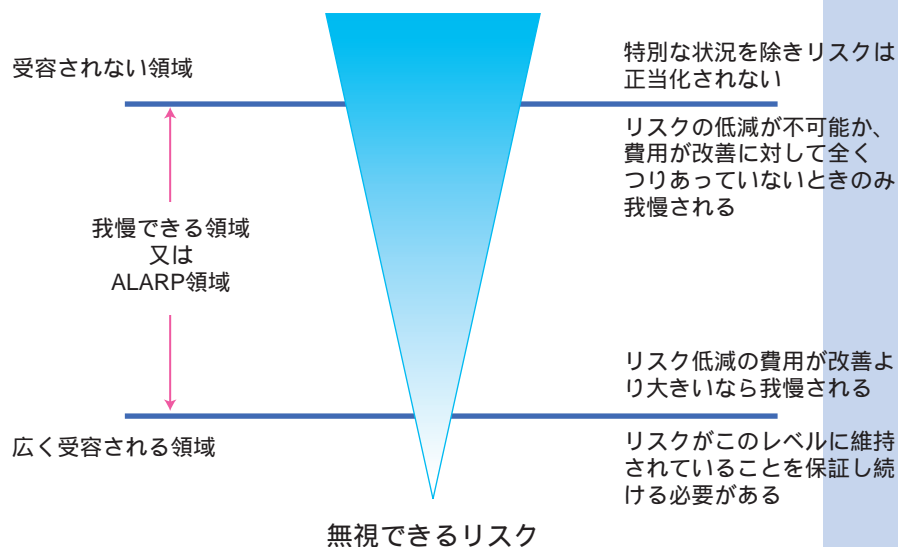 受容されない領域
特別な状況を除きリスクは
正当化されない
リスクの低減が不可能か、
費用が改善に対して全く
つりあっていないときのみ
我慢される
我慢できる領域
又は
ALARP領域
リスク低減の費用が改善よ
り大きいなら我慢される
広く受容される領域
リスクがこのレベルに維持
されていることを保証し続
ける必要がある
無視できるリスク